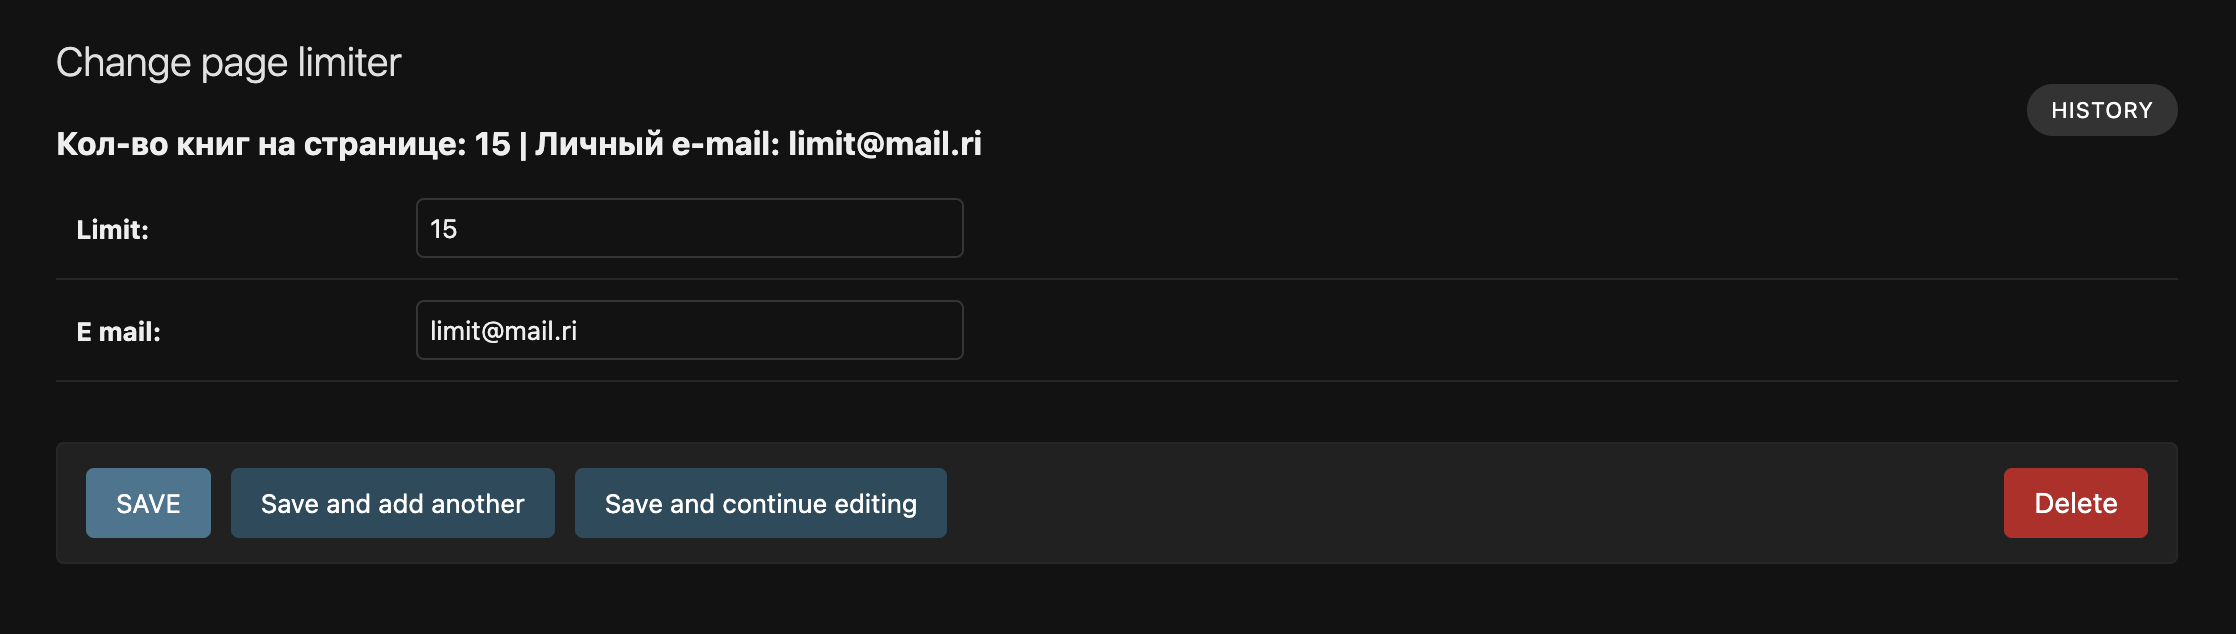 Change page limiter
HISTORY
Кол-во книг на странице: 15 | Личный e-mail: limit@mail.ri
Limit:
15
E mail:
limit@mail.ri
SAVE
Save and add another
Save and continue editing
Delete